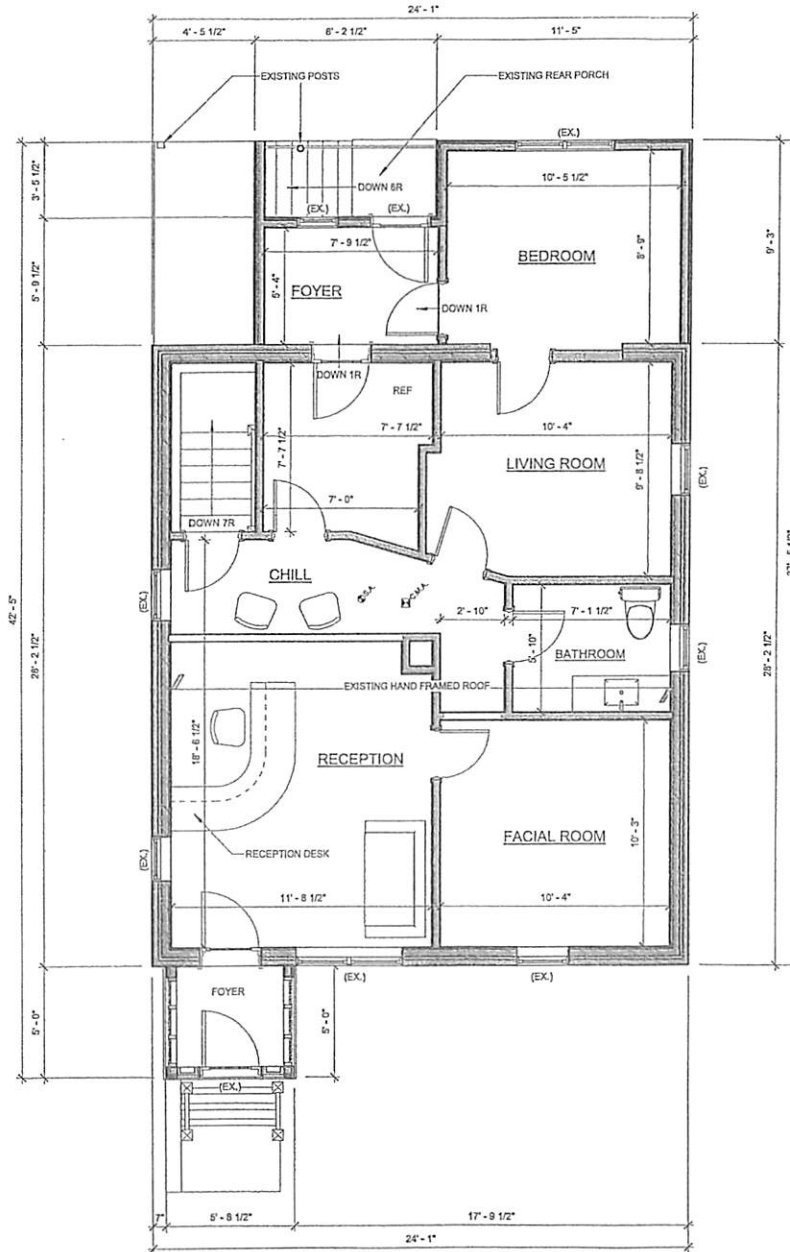 24'-1"
4'-5 1/2"
8'-2 1/2"
11'-5"
EXISTING POSTS
EXISTING REAR PORCH
(EX.)
3'-5 1/2"
DOWN 6R
10'-5 1/2"
(EX.)
(EX.)
7'-9 1/2"
BEDROOM
8'-9"
9'-3"
5'-9 1/2"
5'-4"
FOYER
DOWN 1R
DOWN 1R
REF
7'-7 1/2"
10'-4"
7'-7 1/2"
LIVING ROOM
9'-8 1/2"
(EX.)
7'-0"
DOWN 7R
CHILL
S.A.
C.M.A.
(EX.)
2'-10"
7'-1 1/2"
42'-5"
28'-2 1/2"
5'-10"
BATHROOM
(EX.)
28'-2 1/2"
EXISTING HAND FRAMED ROOF
18'-6 1/2"
RECEPTION
FACIAL ROOM
10'-3"
(EX.)
RECEPTION DESK
11'-8 1/2"
10'-4"
(EX.)
(EX.)
FOYER
5'-0"
5'-0"
(EX.)
7"
5'-8 1/2"
17'-9 1/2"
24'-1"